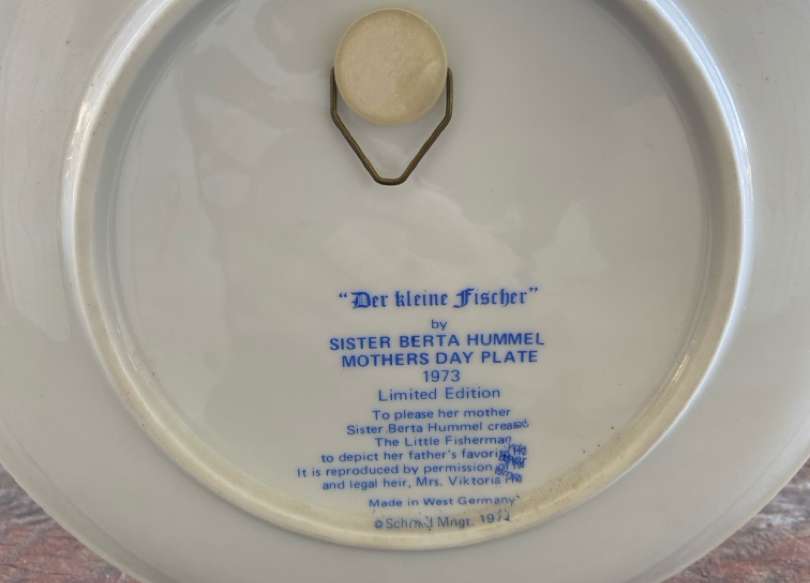 "Der kleine Fischer"
by
SISTER BERTA HUMMEL
MOTHERS DAY PLATE
1973
Limited Edition
To please her mother
Sister Berta Hummel
The Little Fisherman
to depict her father's
It is reproduced by permission
and legal heir, Mrs. Viktoria
Made in West Germany
© Schmid Mngt.